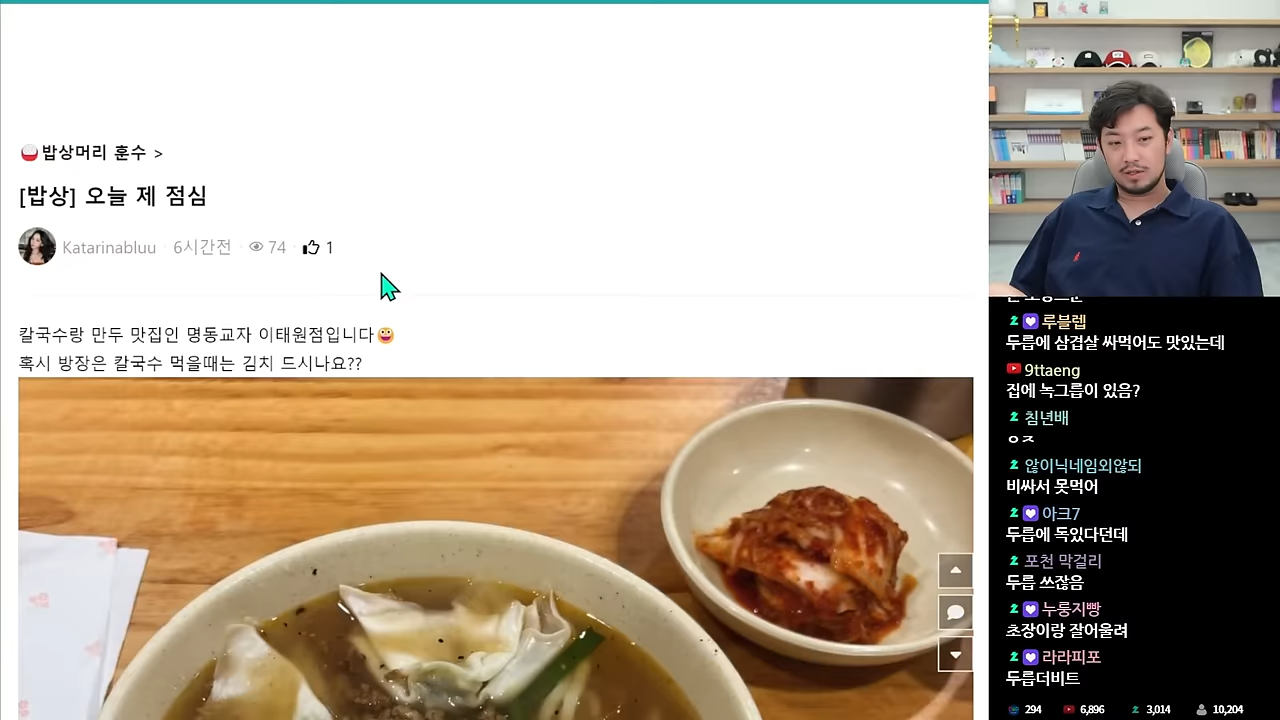 밥상머리 훈수 >
[밥상] 오늘 제 점심
Katarinabluu · 6시간전 · 74 · 1
칼국수랑 만두 맛집인 명동교자 이태원점입니다
혹시 방장은 칼국수 먹을때는 김치 드시나요??
루블렙
두릅에 삼겹살 싸먹어도 맛있는데
9ttaeng
집에 녹그릅이 있음?
침년배
ㅇㅈ
않이닉네임외않되
비싸서 못먹어
아크7
두릅에 독있다던데
포천 막걸리
두릅 쓰잖음
누룽지빵
초장이랑 잘어울려
라라피포
두릅더비트
294 6,896 3,014 10,204